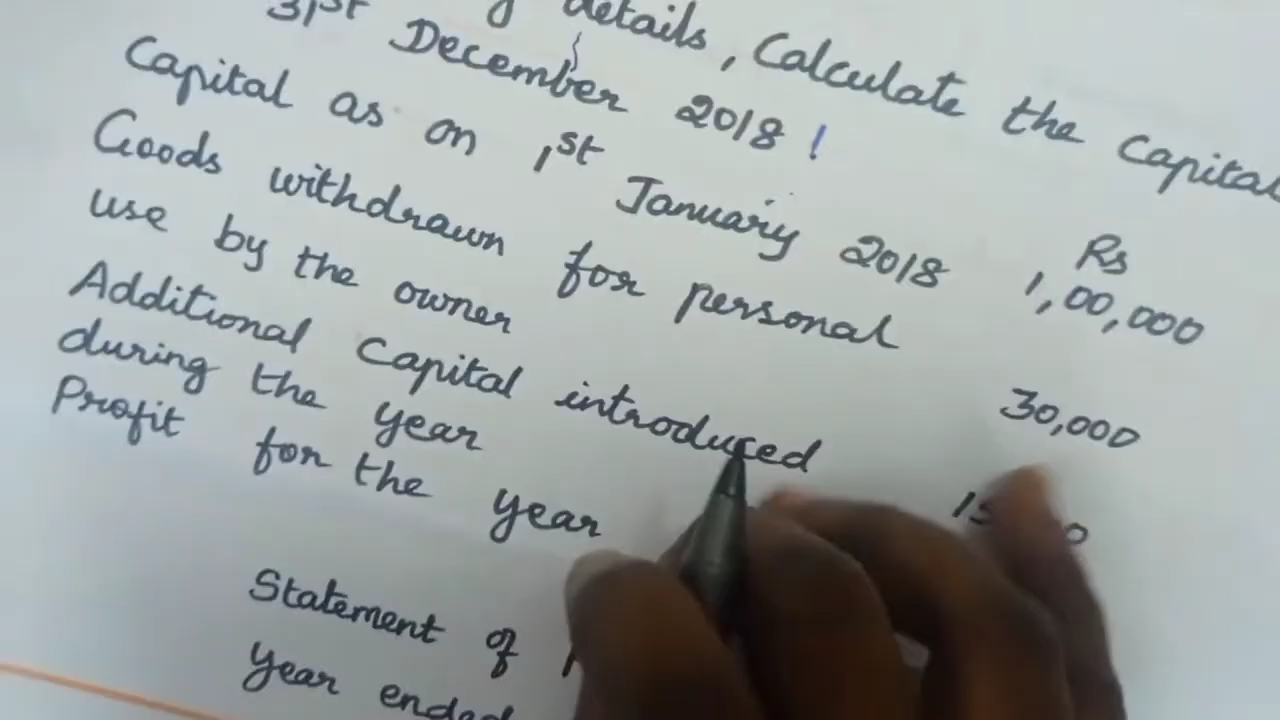 details, Calculate the Capital
31st December 2018 !
Capital as on 1st January 2018
Rs
1,00,000
Goods withdrawn for personal
use by the owner
30,000
Additional Capital introduced
during the year
Profit for the year
Statement of
year ended